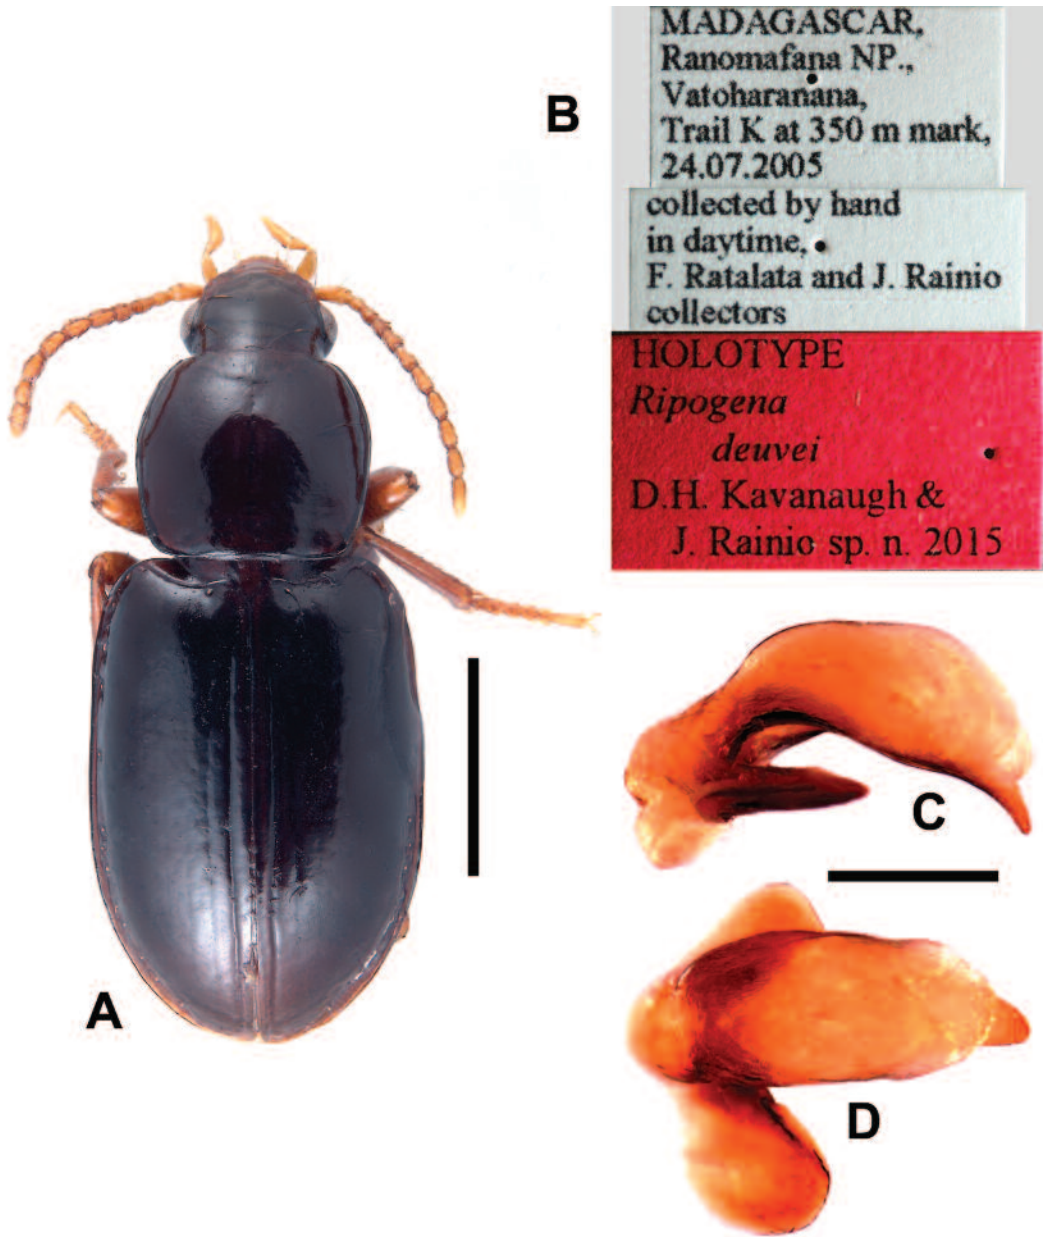 MADAGASCAR,
Ranomafana NP.,
Vatoharanana,
Trail K at 350 m mark,
24.07.2005
collected by hand
in daytime,
F. Ratalata and J. Rainio
collectors
HOLOTYPE
Ripogena
deuvei
D.H. Kavanaugh &
J. Rainio sp. n. 2015
A
B
C
D